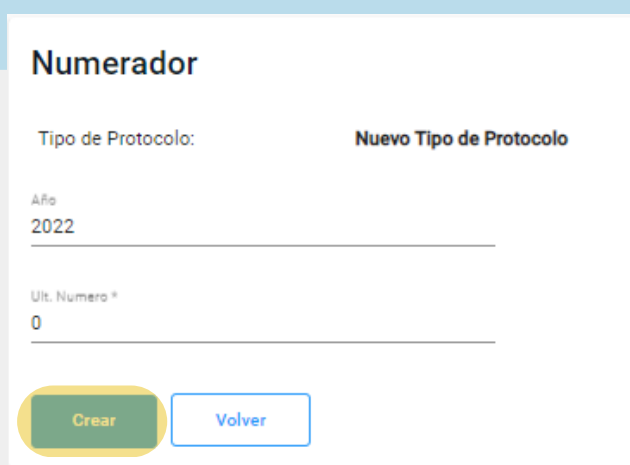 Numerador
Tipo de Protocolo: Nuevo Tipo de Protocolo
Año
2022
Ult. Numero *
0
Crear Volver